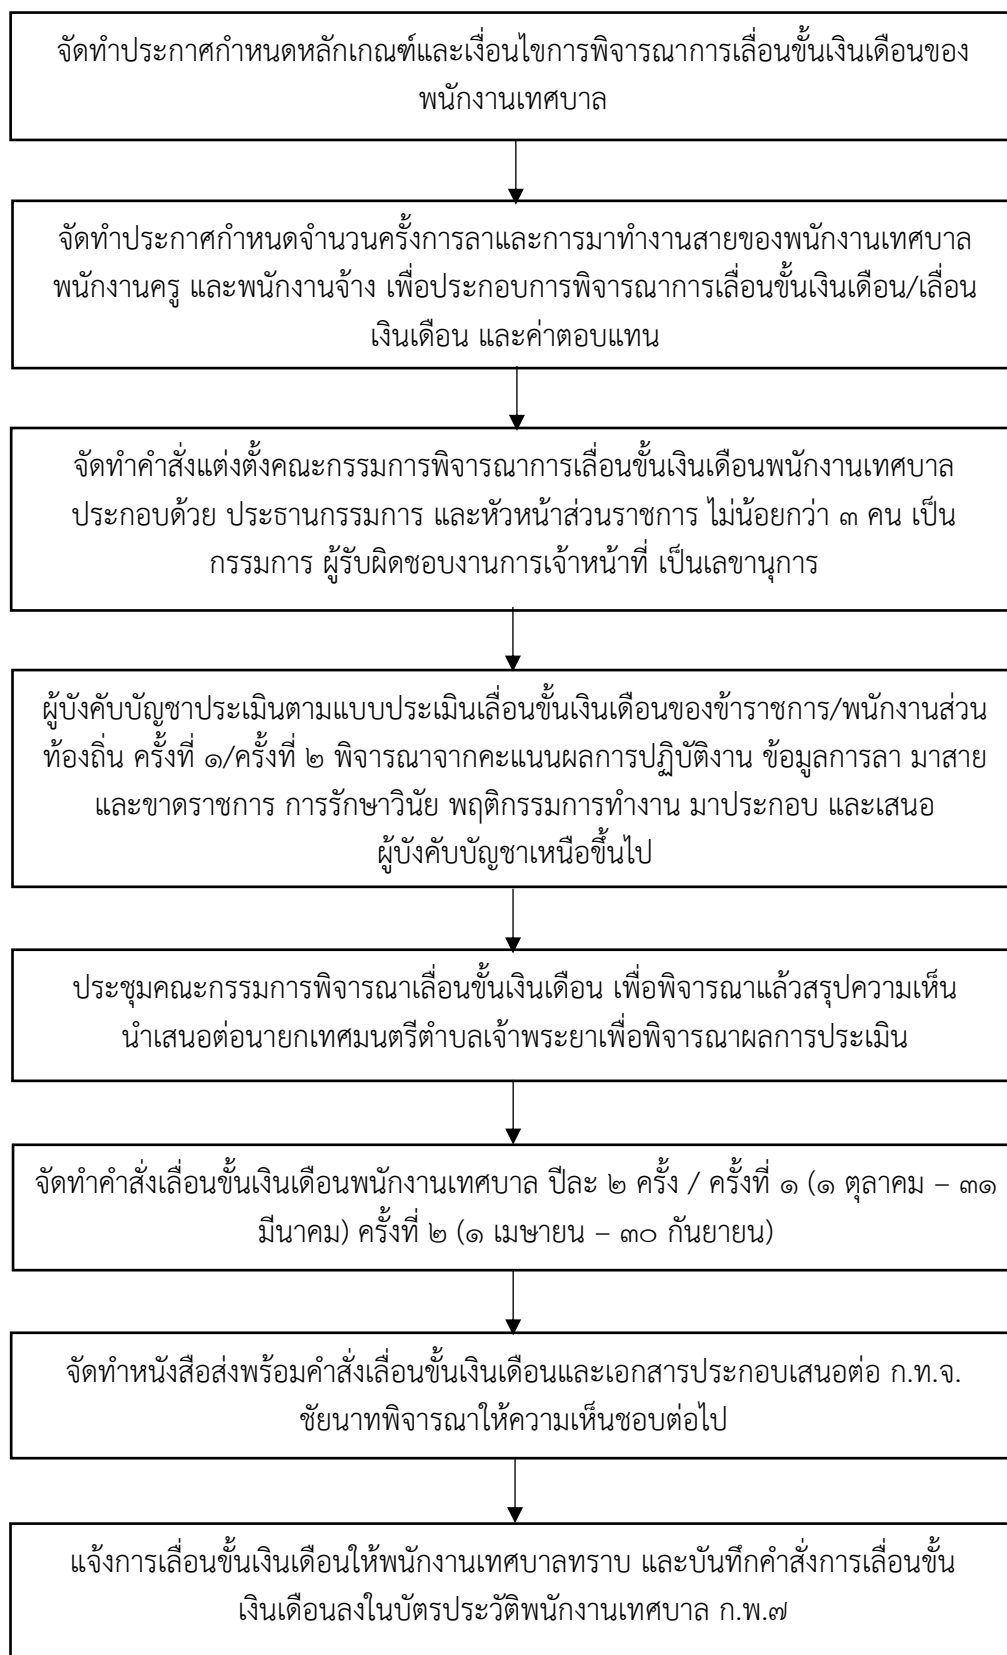 จัดทำประกาศกำหนดหลักเกณฑ์และเงื่อนไขการพิจารณาการเลื่อนขั้นเงินเดือนของ
พนักงานเทศบาล
จัดทำประกาศกำหนดจำนวนครั้งการลาและการมาทำงานสายของพนักงานเทศบาล
พนักงานครู และพนักงานจ้าง เพื่อประกอบการพิจารณาการเลื่อนขั้นเงินเดือน/เลื่อน
เงินเดือน และค่าตอบแทน
จัดทำคำสั่งแต่งตั้งคณะกรรมการพิจารณาการเลื่อนขั้นเงินเดือนพนักงานเทศบาล
ประกอบด้วย ประธานกรรมการ และหัวหน้าส่วนราชการ ไม่น้อยกว่า ๓ คน เป็น
กรรมการ ผู้รับผิดชอบงานการเจ้าหน้าที่ เป็นเลขานุการ
ผู้บังคับบัญชาประเมินตามแบบประเมินเลื่อนขั้นเงินเดือนของข้าราชการ/พนักงานส่วน
ท้องถิ่น ครั้งที่ ๑/ครั้งที่ ๒ พิจารณาจากคะแนนผลการปฏิบัติงาน ข้อมูลการลา มาสาย
และขาดราชการ การรักษาวินัย พฤติกรรมการทำงาน มาประกอบ และเสนอ
ผู้บังคับบัญชาเหนือขึ้นไป
ประชุมคณะกรรมการพิจารณาเลื่อนขั้นเงินเดือน เพื่อพิจารณาแล้วสรุปความเห็น
นำเสนอต่อนายกเทศมนตรีตำบลเจ้าพระยาเพื่อพิจารณาผลการประเมิน
จัดทำคำสั่งเลื่อนขั้นเงินเดือนพนักงานเทศบาล ปีละ ๒ ครั้ง / ครั้งที่ ๑ (๑ ตุลาคม – ๓๑
มีนาคม) ครั้งที่ ๒ (๑ เมษายน – ๓๐ กันยายน)
จัดทำหนังสือส่งพร้อมคำสั่งเลื่อนขั้นเงินเดือนและเอกสารประกอบเสนอต่อ ก.ท.จ.
ชัยนาทพิจารณาให้ความเห็นชอบต่อไป
แจ้งการเลื่อนขั้นเงินเดือนให้พนักงานเทศบาลทราบ และบันทึกคำสั่งการเลื่อนขั้น
เงินเดือนลงในบัตรประวัติพนักงานเทศบาล ก.พ.๗